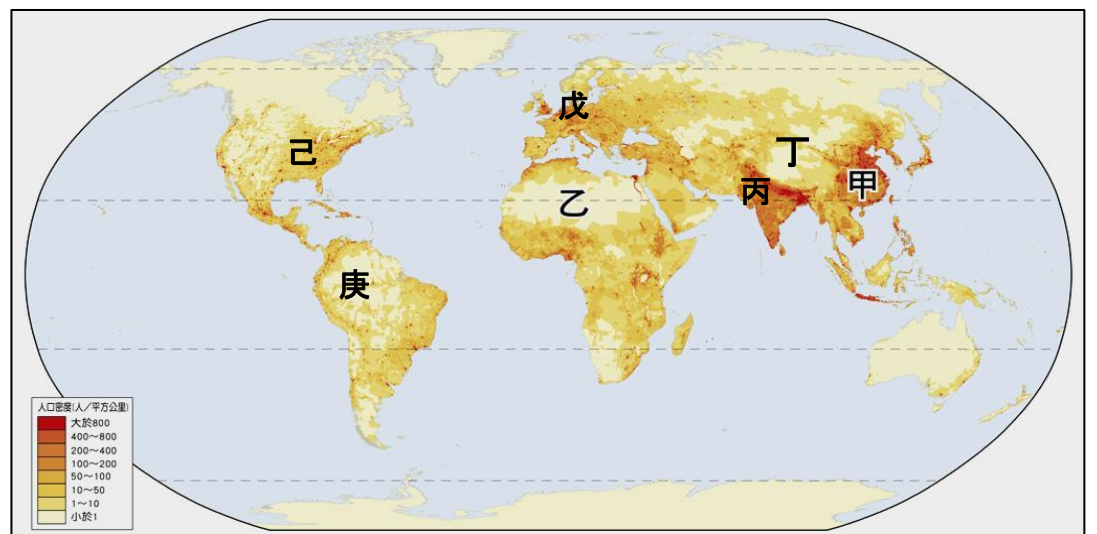 戊
己
丁
丙
甲
乙
庚
人口密度(人／平方公里)
大於800
400～800
200～400
100～200
50～100
10～50
1～10
小於1